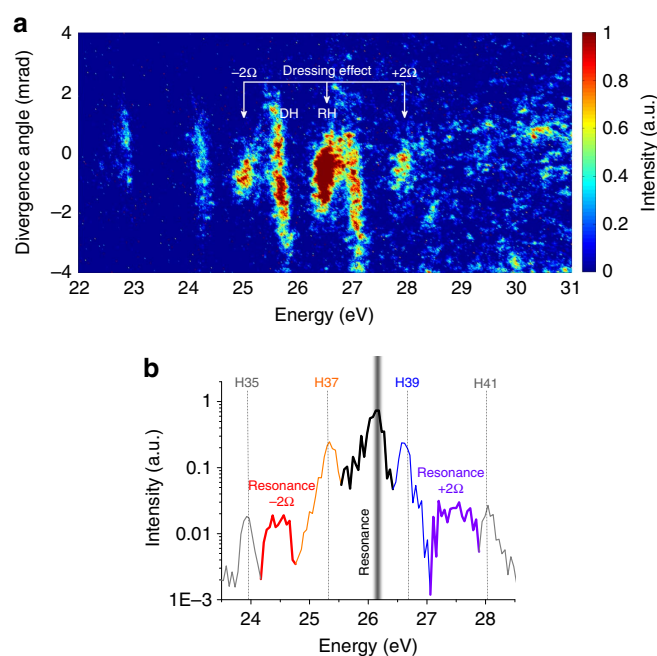 a
4
2
0
−2
−4
Divergence angle (mrad)
−2Ω Dressing effect +2Ω
DH RH
22 23 24 25 26 27 28 29 30 31
Energy (eV)
1
0.8
0.6
0.4
0.2
0
Intensity (a.u.)
b
H35 H37 H39 H41
1
0.1
0.01
1E−3
Intensity (a.u.)
Resonance
−2Ω
Resonance
Resonance
+2Ω
24 25 26 27 28
Energy (eV)